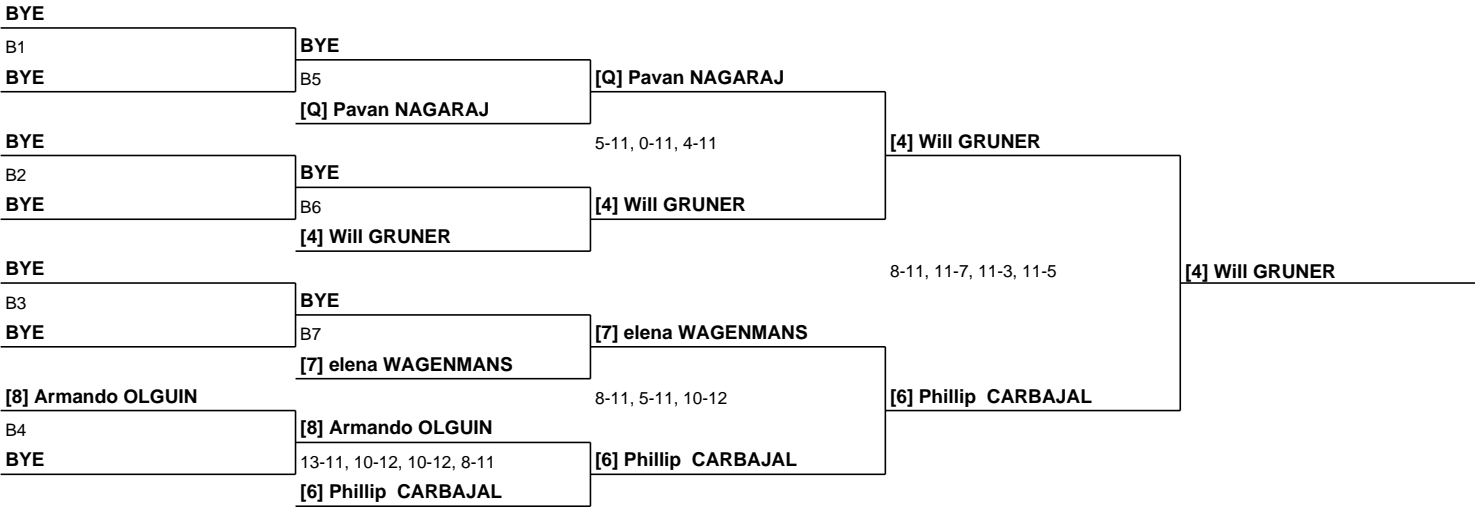 BYE
B1
BYE
BYE
B5
[Q] Pavan NAGARAJ
[Q] Pavan NAGARAJ
BYE
5-11, 0-11, 4-11
[4] Will GRUNER
B2
BYE
BYE
B6
[4] Will GRUNER
[4] Will GRUNER
BYE
8-11, 11-7, 11-3, 11-5
[4] Will GRUNER
B3
BYE
BYE
B7
[7] elena WAGENMANS
[7] elena WAGENMANS
[8] Armando OLGUIN
8-11, 5-11, 10-12
[6] Phillip  CARBAJAL
B4
[8] Armando OLGUIN
BYE
13-11, 10-12, 10-12, 8-11
[6] Phillip  CARBAJAL
[6] Phillip  CARBAJAL